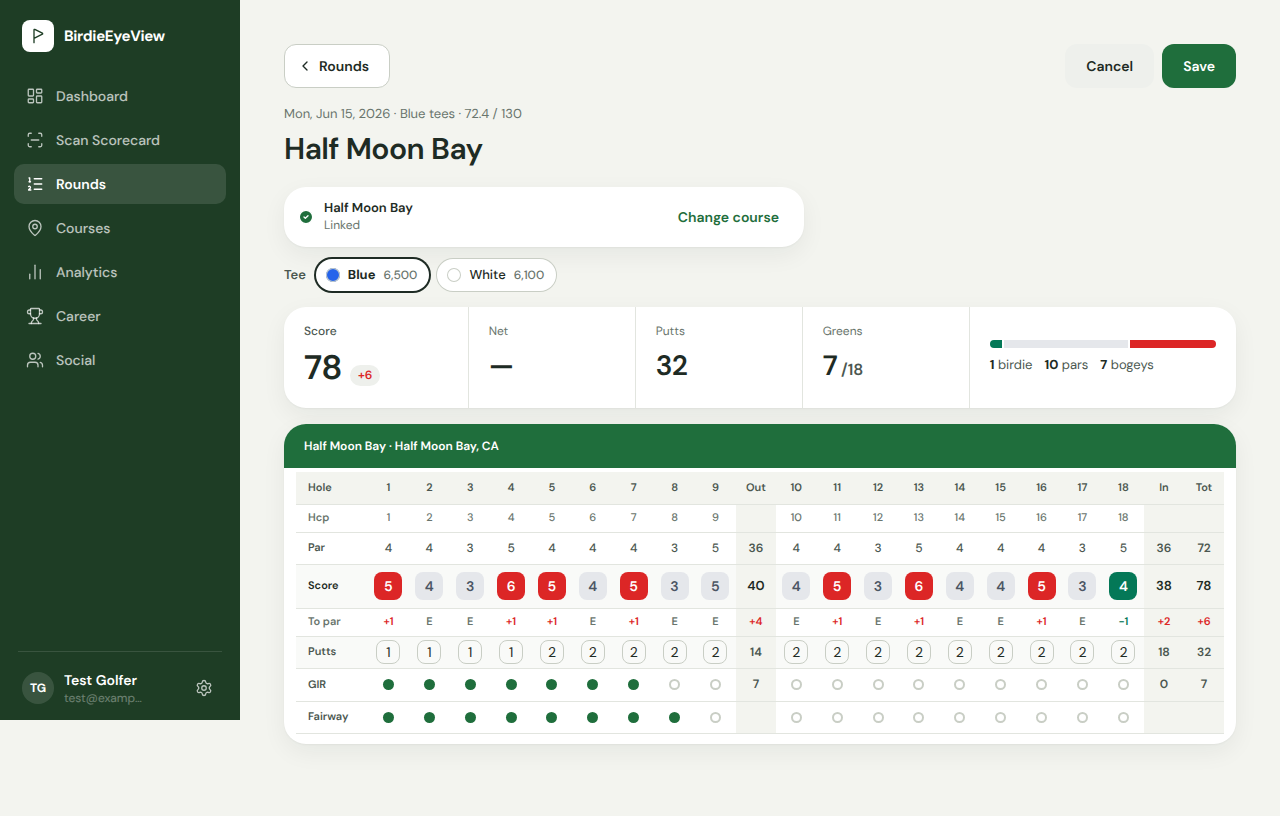 BirdieEyeView
Dashboard
Scan Scorecard
Rounds
Courses
Analytics
Career
Social
TG
Test Golfer
test@examp...
Rounds
Cancel
Save
Mon, Jun 15, 2026 · Blue tees · 72.4 / 130
Half Moon Bay
Half Moon Bay
Linked
Change course
Tee Blue 6,500 White 6,100
Score Net Putts Greens
78 +6 — 32 7 /18
1 birdie 10 pars 7 bogeys
Half Moon Bay · Half Moon Bay, CA
Hole 1 2 3 4 5 6 7 8 9 Out 10 11 12 13 14 15 16 17 18 In Tot
Hcp 1 2 3 4 5 6 7 8 9 10 11 12 13 14 15 16 17 18
Par 4 4 3 5 4 4 4 3 5 36 4 4 3 5 4 4 4 3 5 36 72
Score 5 4 3 6 5 4 5 3 5 40 4 5 3 6 4 4 5 3 4 38 78
To par +1 E E +1 +1 E +1 E E +4 E +1 E +1 E E +1 E −1 +2 +6
Putts 1 1 1 1 2 2 2 2 2 14 2 2 2 2 2 2 2 2 2 18 32
GIR 7 0 7
Fairway